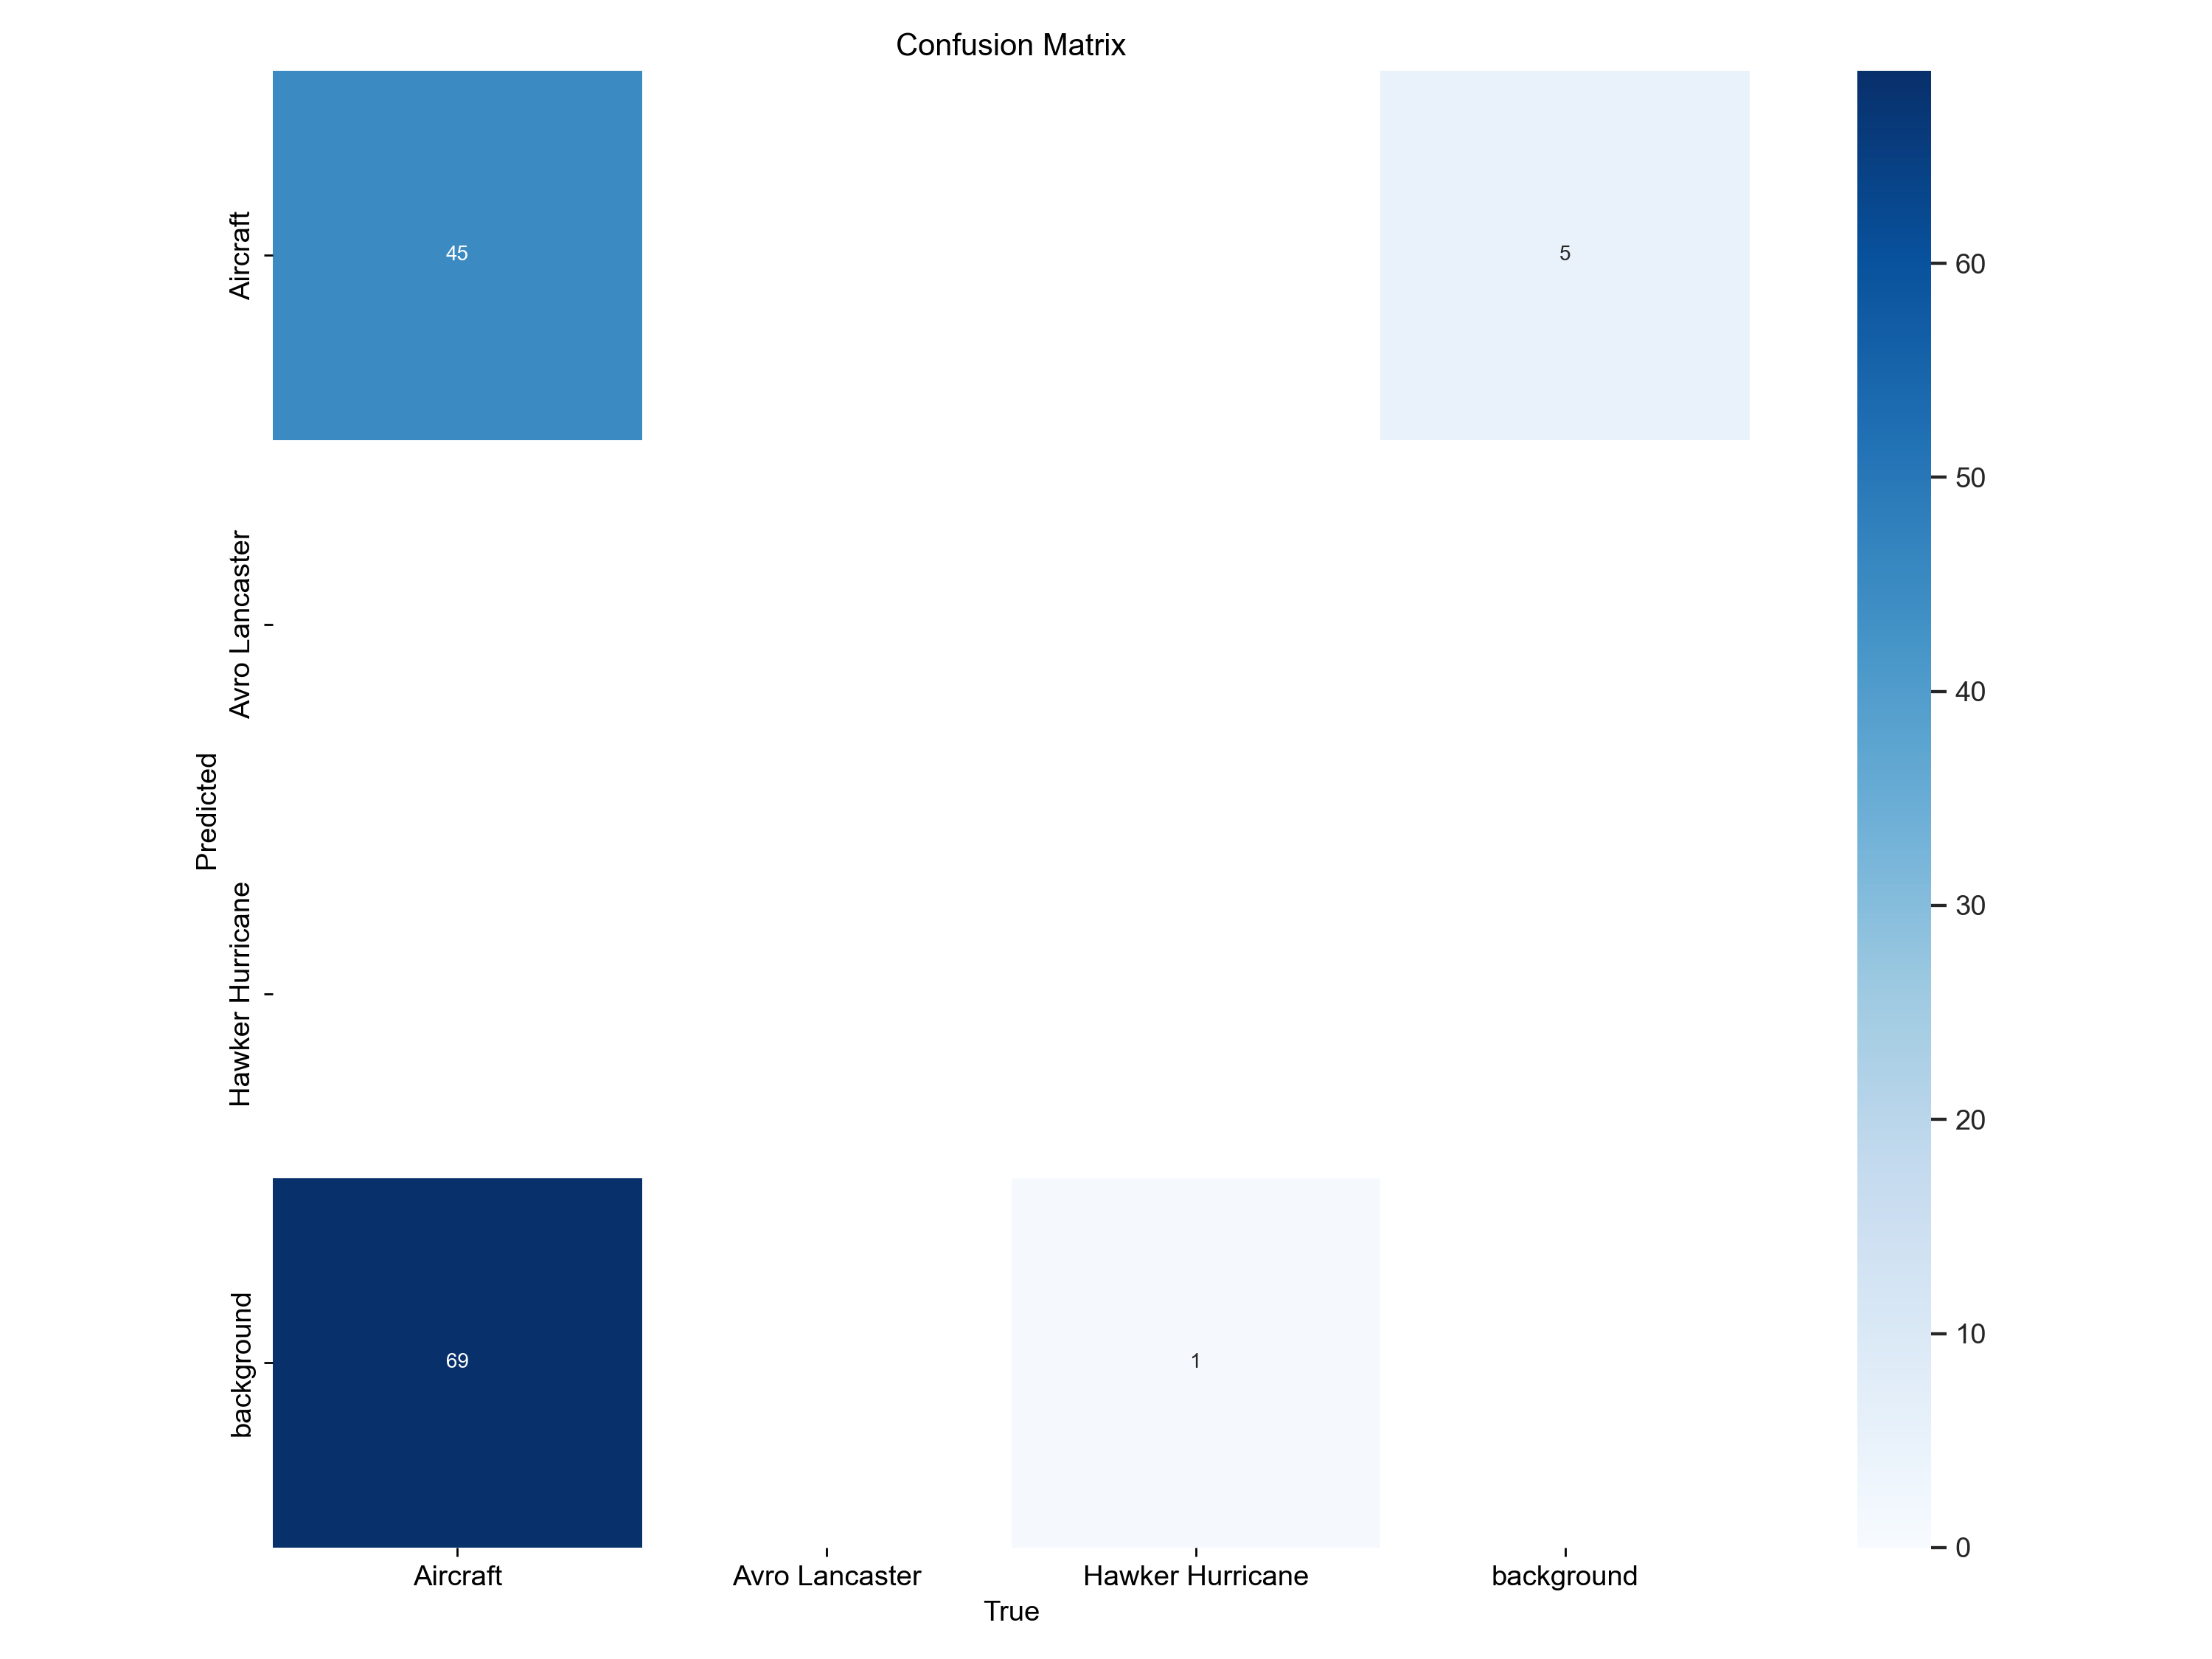 Confusion Matrix
Aircraft
45
5
Avro Lancaster
Predicted
Hawker Hurricane
background
69
1
Aircraft
Avro Lancaster
Hawker Hurricane
background
True
60
50
40
30
20
10
0